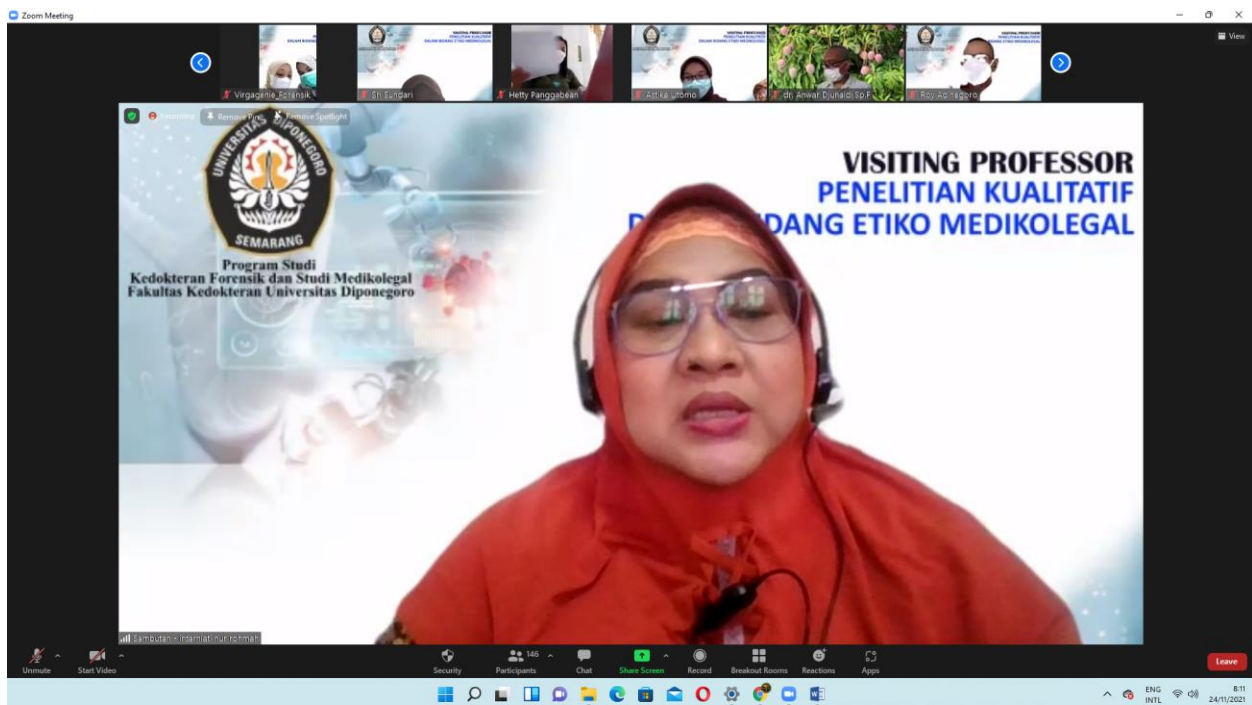 Zoom Meeting
View
Virgagenie_Forensik
Sri Sundari
Hetty Panggabean
Astika Utomo
dr. Anwar Djunaidi Sp.F
Roy Adnegoro
Recording
Remove Pin
Remove Spotlight
UNIVERSITAS DIPONEGORO
SEMARANG
Program Studi
Kedokteran Forensik dan Studi Medikolegal
Fakultas Kedokteran Universitas Diponegoro
VISITING PROFESSOR
PENELITIAN KUALITATIF
DANG ETIKO MEDIKOLEGAL
Sambutan
nur rohmah
Unmute
Start Video
Security
146
Participants
Chat
Share Screen
Record
Breakout Rooms
Reactions
Apps
Leave
ENG
INTL
8:11
24/11/2021